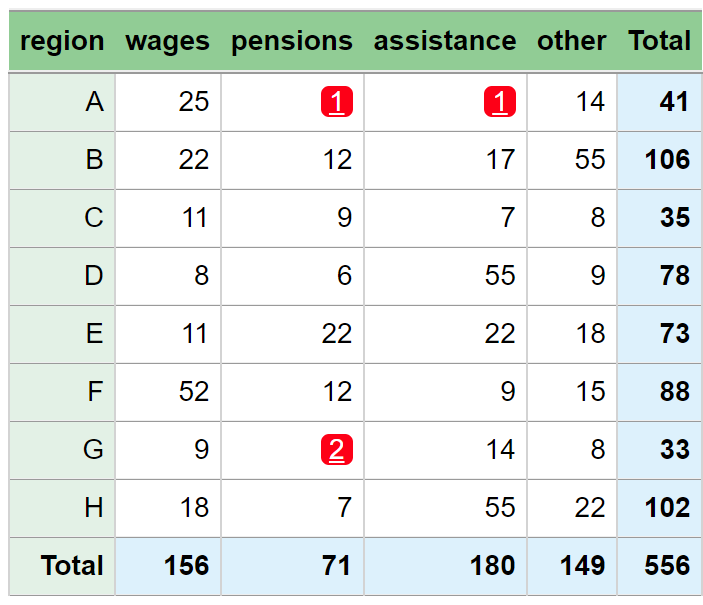 region wages pensions assistance other Total
A 25 1 1 14 41
B 22 12 17 55 106
C 11 9 7 8 35
D 8 6 55 9 78
E 11 22 22 18 73
F 52 12 9 15 88
G 9 2 14 8 33
H 18 7 55 22 102
Total 156 71 180 149 556